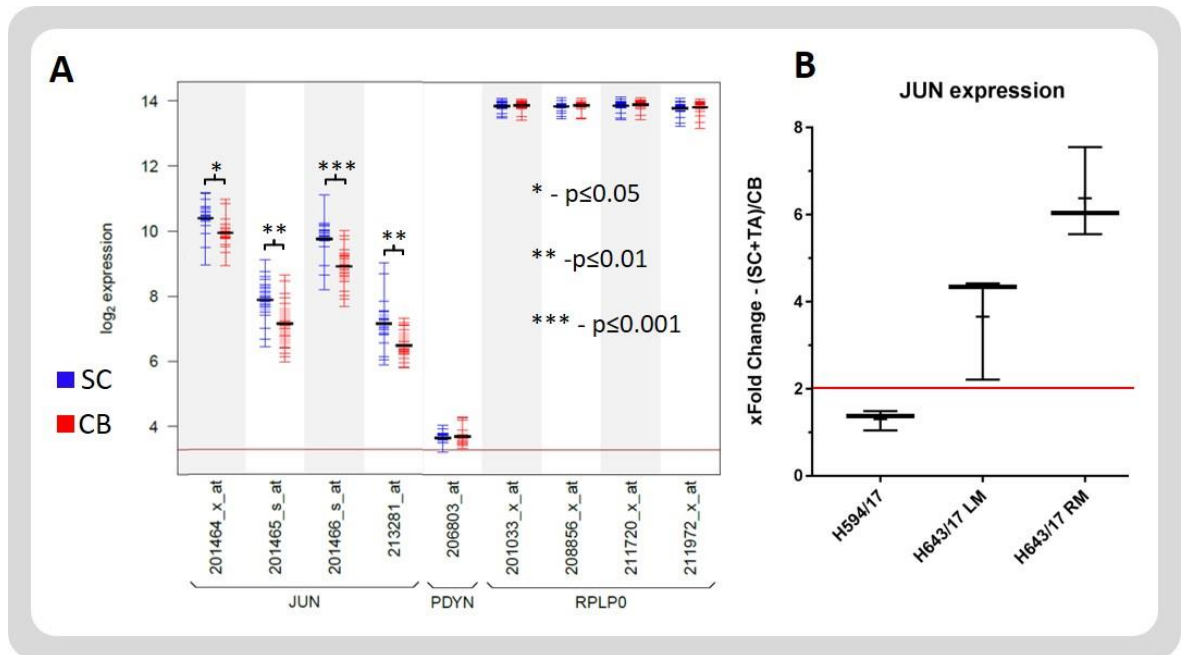 A
14
12
10
8
6
4
log2 expression
SC
CB
*
**
***
**
* - p≤0.05
** -p≤0.01
*** - p≤0.001
201464_x_at
201465_s_at
201466_s_at
213281_at
206803_at
201033_x_at
208856_x_at
211720_x_at
211972_x_at
JUN
PDYN
RPLP0
B
JUN expression
xFold Change - (SC+TA)/CB
8
6
4
2
0
H594/17
H643/17 LM
H643/17 RM